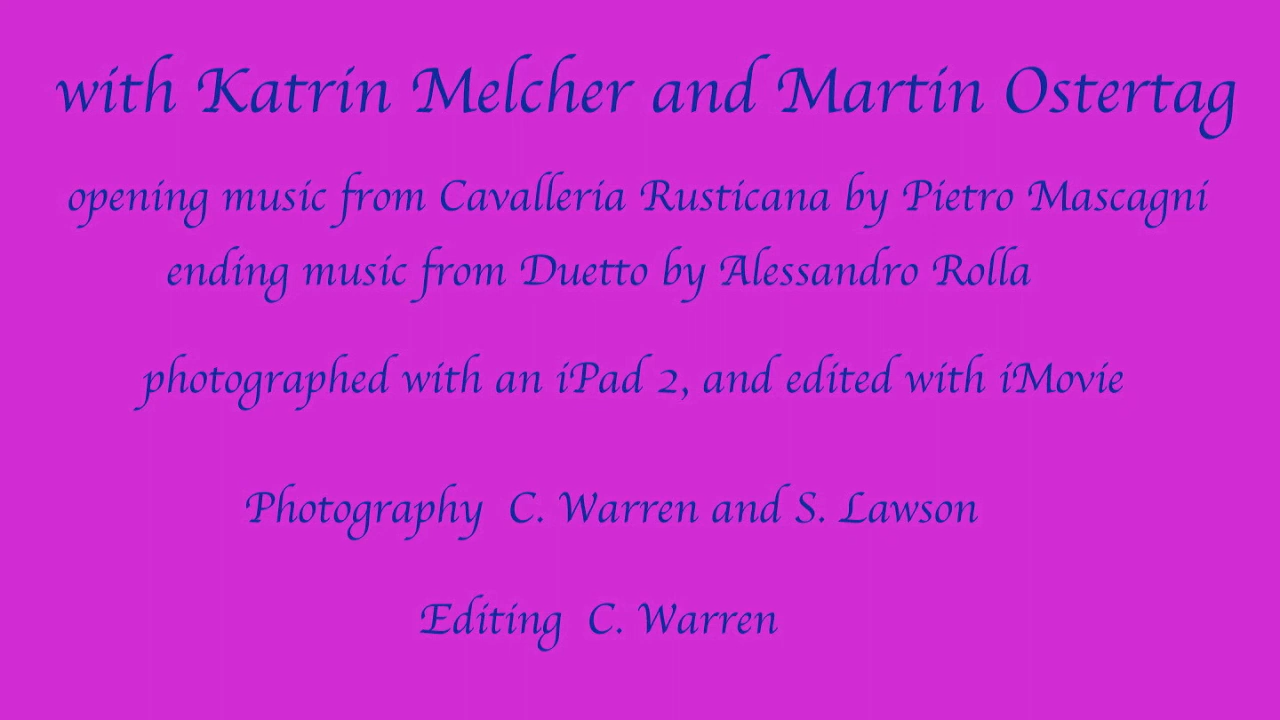 with Katrin Melcher and Martin Ostertag
opening music from Cavalleria Rusticana by Pietro Mascagni
ending music from Duetto by Alessandro Rolla
photographed with an iPad 2, and edited with iMovie
Photography C. Warren and S. Lawson
Editing C. Warren